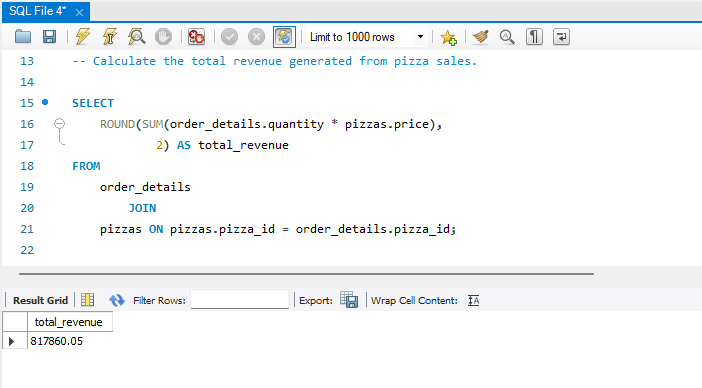 SQL File 4*
Limit to 1000 rows
13 -- Calculate the total revenue generated from pizza sales.
14
15 SELECT
16 ROUND(SUM(order_details.quantity * pizzas.price),
17 2) AS total_revenue
18 FROM
19 order_details
20 JOIN
21 pizzas ON pizzas.pizza_id = order_details.pizza_id;
22
Result Grid Filter Rows: Export: Wrap Cell Content:
total_revenue
817860.05